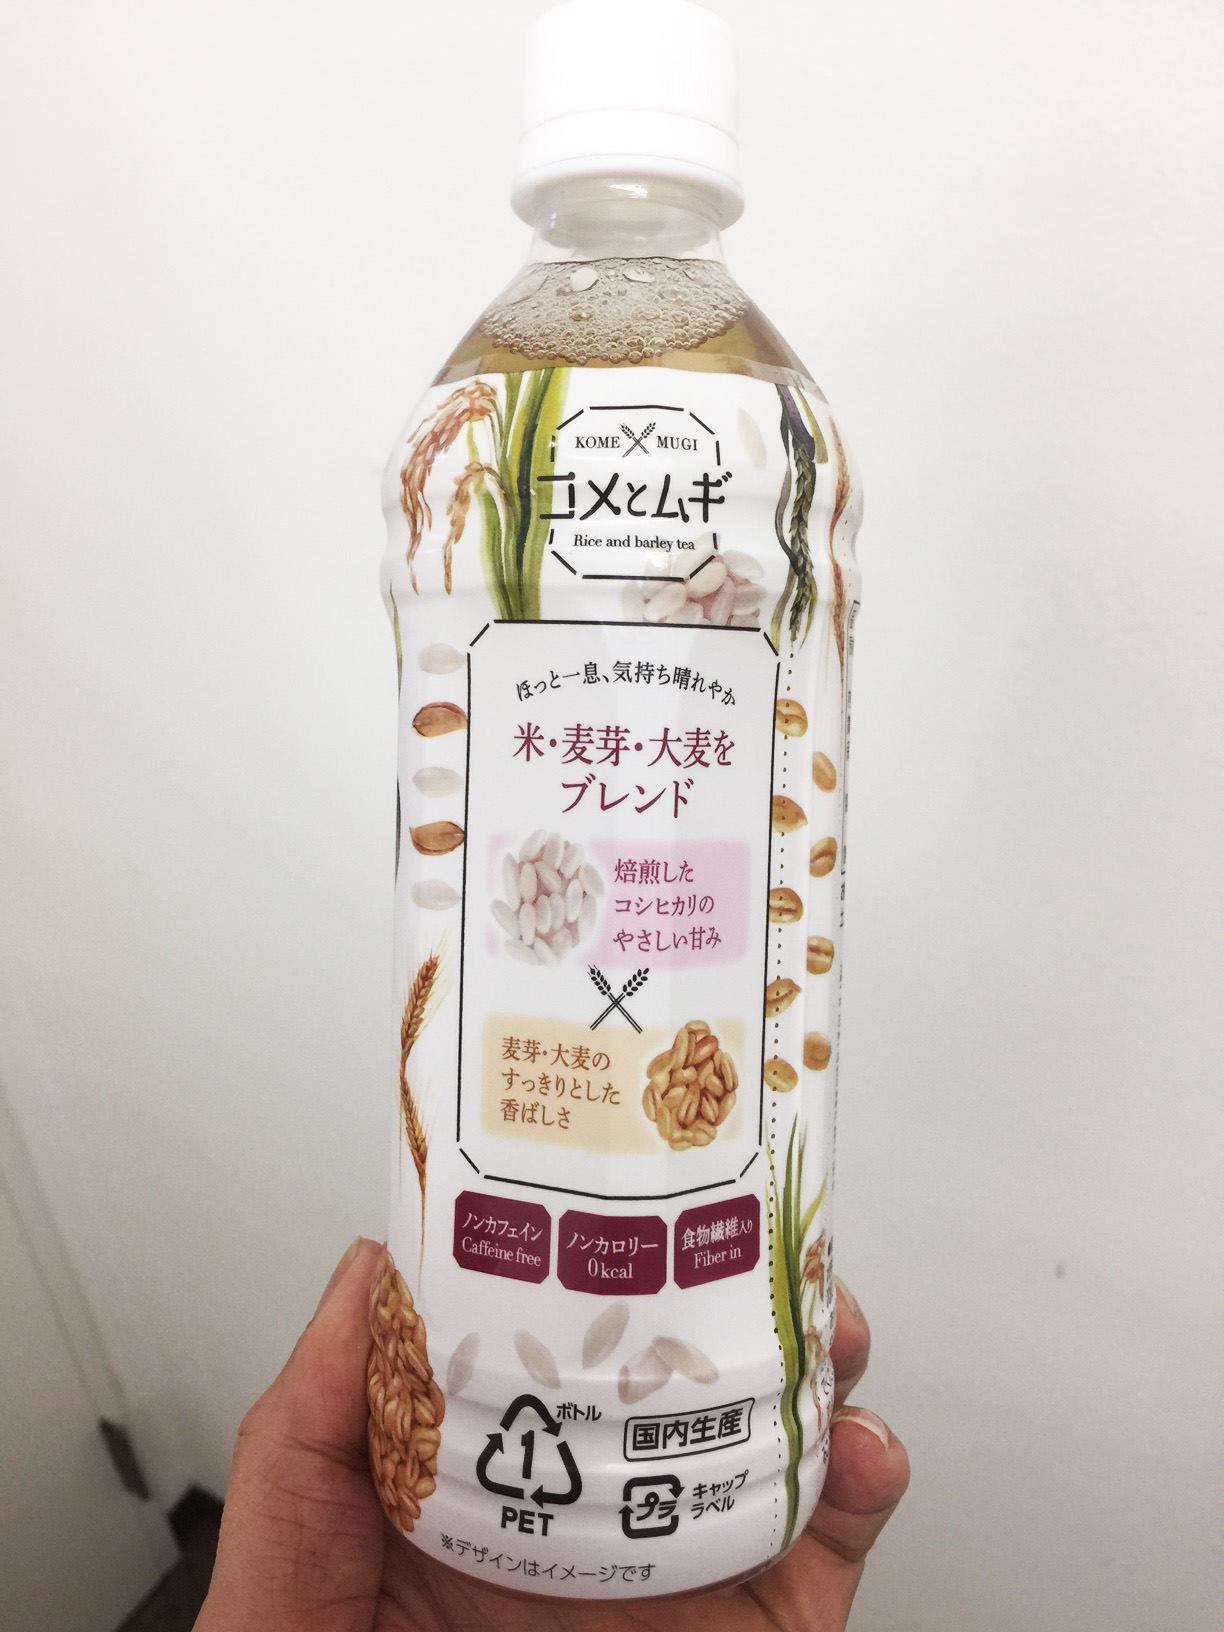 KOME MUGI
コメとムギ
Rice and barley tea
ほっと一息、気持ち晴れやか
米・麦芽・大麦を
ブレンド
焙煎した
コシヒカリの
やさしい甘み
麦芽・大麦の
すっきりとした
香ばしさ
ノンカフェイン
Caffeine free
ノンカロリー
0kcal
食物繊維入り
Fiber in
ボトル
1
PET
国内生産
プラ
キャップ
ラベル
※デザインはイメージです